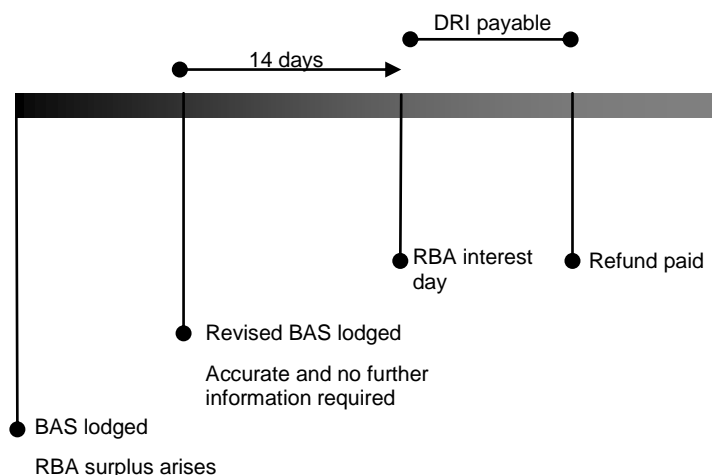 DRI payable
14 days
RBA interest
day
Refund paid
Revised BAS lodged
Accurate and no further
information required
BAS lodged
RBA surplus arises